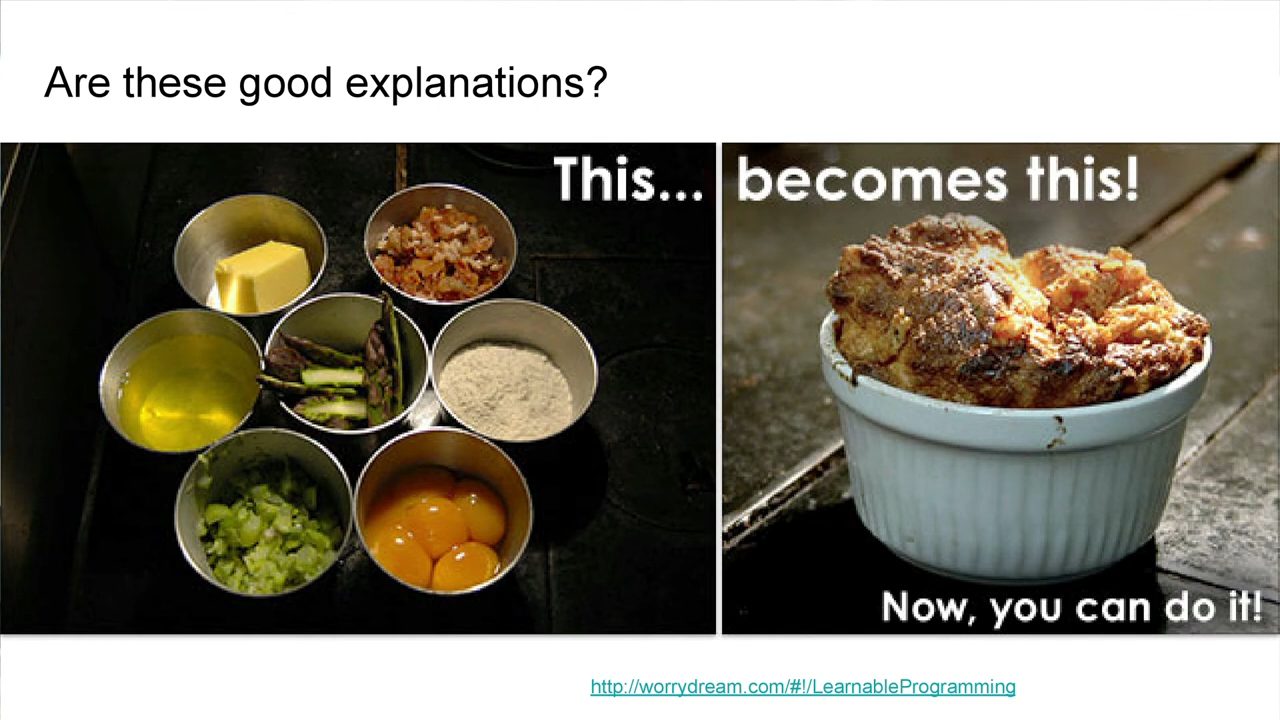 Are these good explanations?
This... becomes this!
Now, you can do it!
http://worrydream.com/#!/LearnableProgramming